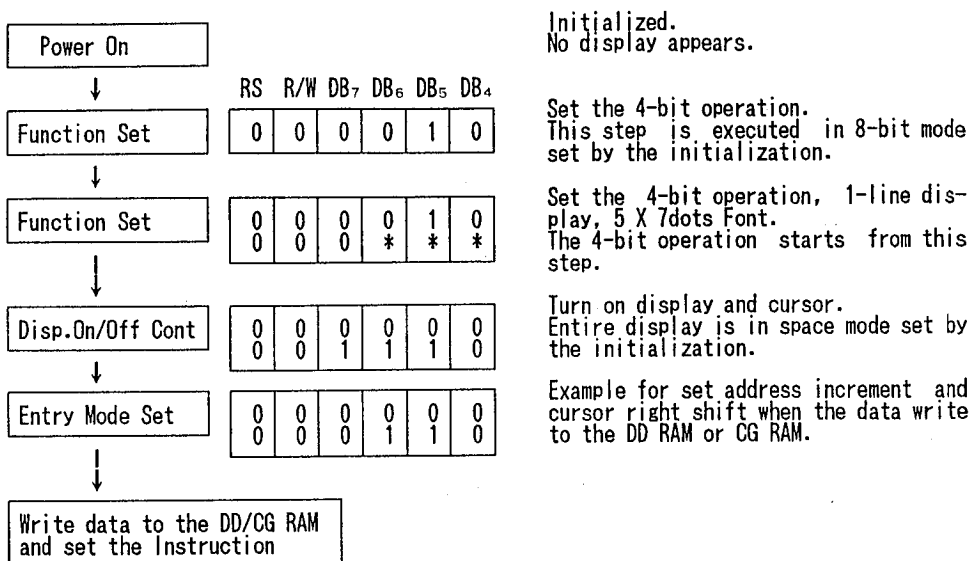 Power On
Initialized.
No display appears.
RS R/W DB7 DB6 DB5 DB4
Function Set
0 0 0 0 1 0
Set the 4-bit operation.
This step is executed in 8-bit mode
set by the initialization.
Function Set
0 0 0 0 1 0
0 0 0 * * *
Set the 4-bit operation, 1-line dis-
play, 5 X 7dots Font.
The 4-bit operation starts from this
step.
Disp.On/Off Cont
0 0 0 0 0 0
0 0 1 1 1 0
Turn on display and cursor.
Entire display is in space mode set by
the initialization.
Entry Mode Set
0 0 0 0 0 0
0 0 0 1 1 0
Example for set address increment and
cursor right shift when the data write
to the DD RAM or CG RAM.
Write data to the DD/CG RAM
and set the Instruction